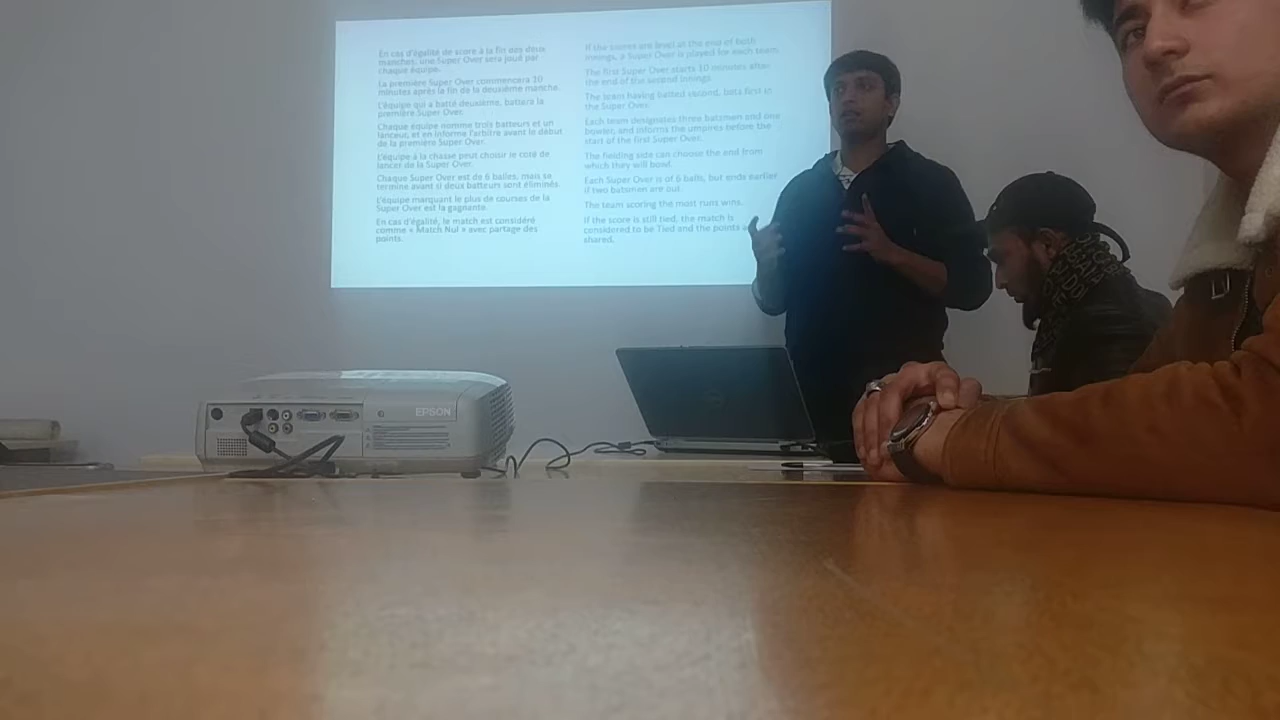 En cas d'égalité de score à la fin des deux
manches, une Super Over sera joué par
chaque équipe.
La première Super Over commencera 10
minutes après la fin de la deuxième manche.
L'équipe qui a batté deuxième, battera la
première Super Over.
Chaque équipe nomme trois batteurs et un
lanceur, et en informe l'arbitre avant le début
de la première Super Over.
L'équipe à la chasse peut choisir le coté de
lancer de la Super Over.
Chaque Super Over est de 6 balles, mais se
termine avant si deux batteurs sont éliminés.
L'équipe marquant le plus de courses de la
Super Over est la gagnante.
En cas d'égalité, le match est considéré
comme « Match Nul » avec partage des
points.
If the scores are level at the end of both
innings, a Super Over is played for each team.
The first Super Over starts 10 minutes after
the end of the second innings.
The team having batted second, bats first in
the Super Over.
Each team designates three batsmen and one
bowler, and informs the umpires before the
start of the first Super Over.
The fielding side can choose the end from
which they will bowl.
Each Super Over is of 6 balls, but ends earlier
if two batsmen are out.
The team scoring the most runs wins.
If the score is still tied, the match is
considered to be Tied and the points
shared.
EPSON